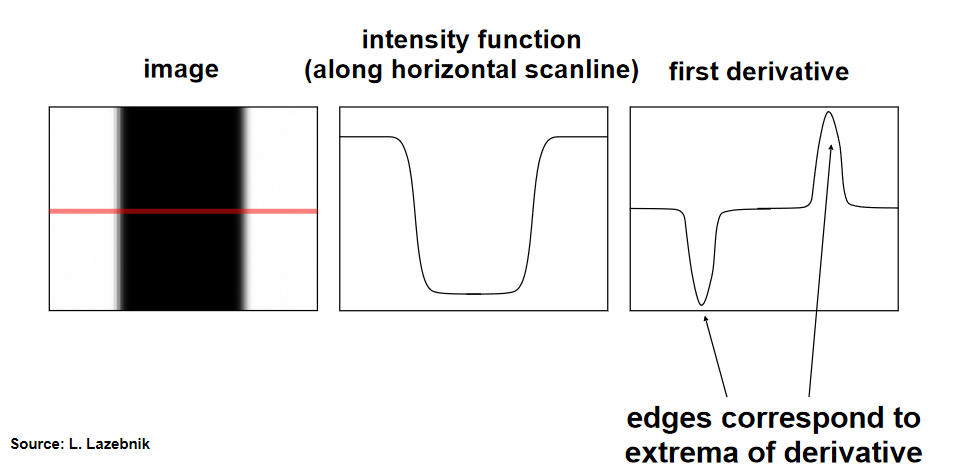 image
intensity function
(along horizontal scanline)
first derivative
edges correspond to
extrema of derivative
Source: L. Lazebnik